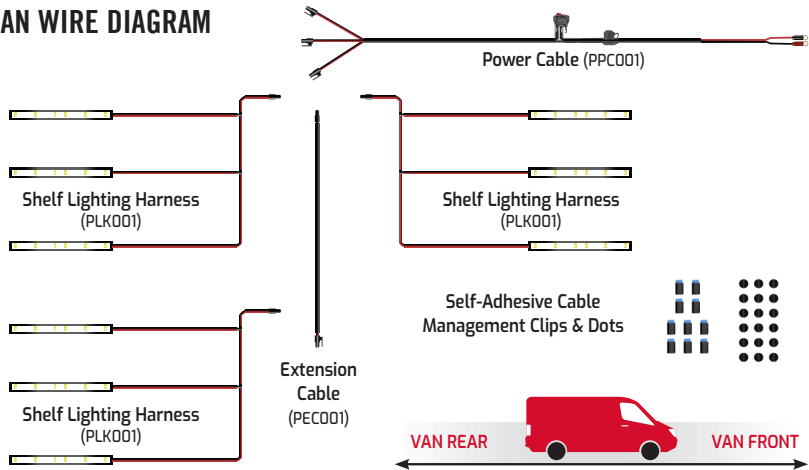 AN WIRE DIAGRAM
Power Cable (PPC001)
Shelf Lighting Harness
(PLK001)
Shelf Lighting Harness
(PLK001)
Self-Adhesive Cable
Management Clips & Dots
Extension
Cable
(PEC001)
Shelf Lighting Harness
(PLK001)
VAN REAR
VAN FRONT